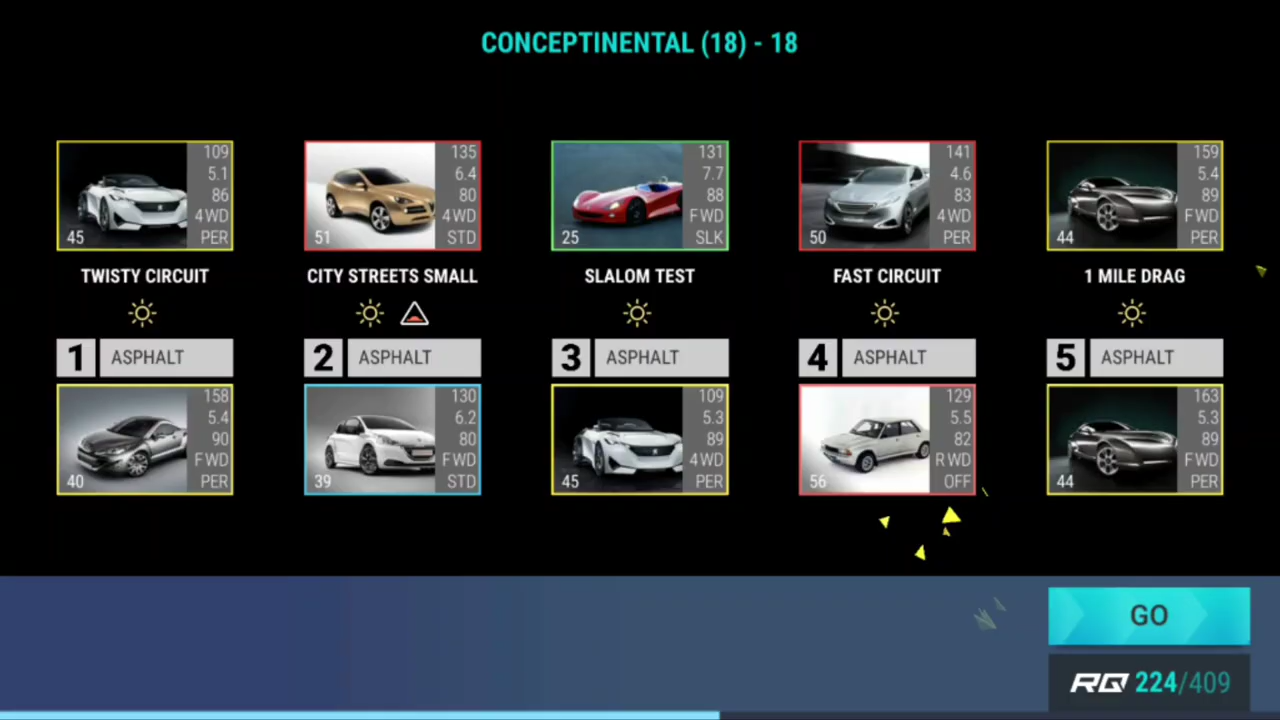 CONCEPTINENTAL (18) - 18
109
5.1
86
4WD
PER
45
135
6.4
80
4WD
STD
51
131
7.7
88
FWD
SLK
25
141
4.6
83
4WD
PER
50
159
5.4
89
FWD
PER
44
TWISTY CIRCUIT
CITY STREETS SMALL
SLALOM TEST
FAST CIRCUIT
1 MILE DRAG
1 ASPHALT
2 ASPHALT
3 ASPHALT
4 ASPHALT
5 ASPHALT
158
5.4
90
FWD
PER
40
130
6.2
80
FWD
STD
39
109
5.3
89
4WD
PER
45
129
5.5
82
RWD
OFF
56
163
5.3
89
FWD
PER
44
GO
RQ 224/409